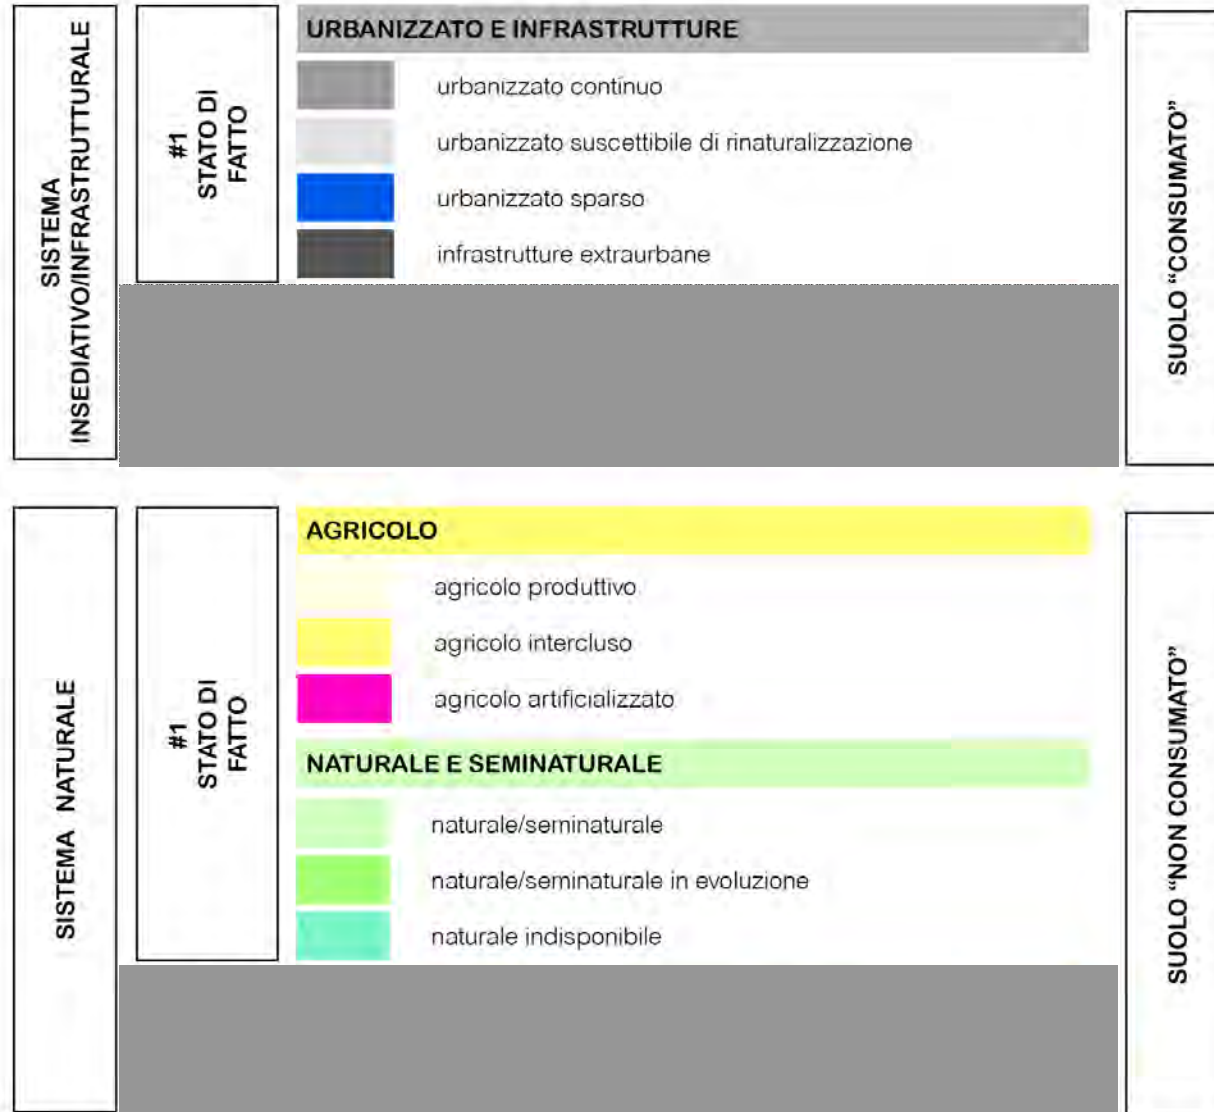 SISTEMA
INSEDIATIVO/INFRASTRUTTURALE
#1
STATO DI
FATTO
URBANIZZATO E INFRASTRUTTURE
urbanizzato continuo
urbanizzato suscettibile di rinaturalizzazione
urbanizzato sparso
infrastrutture extraurbane
SUOLO “CONSUMATO”
SISTEMA NATURALE
#1
STATO DI
FATTO
AGRICOLO
agricolo produttivo
agricolo intercluso
agricolo artificializzato
NATURALE E SEMINATURALE
naturale/seminaturale
naturale/seminaturale in evoluzione
naturale indisponibile
SUOLO “NON CONSUMATO”